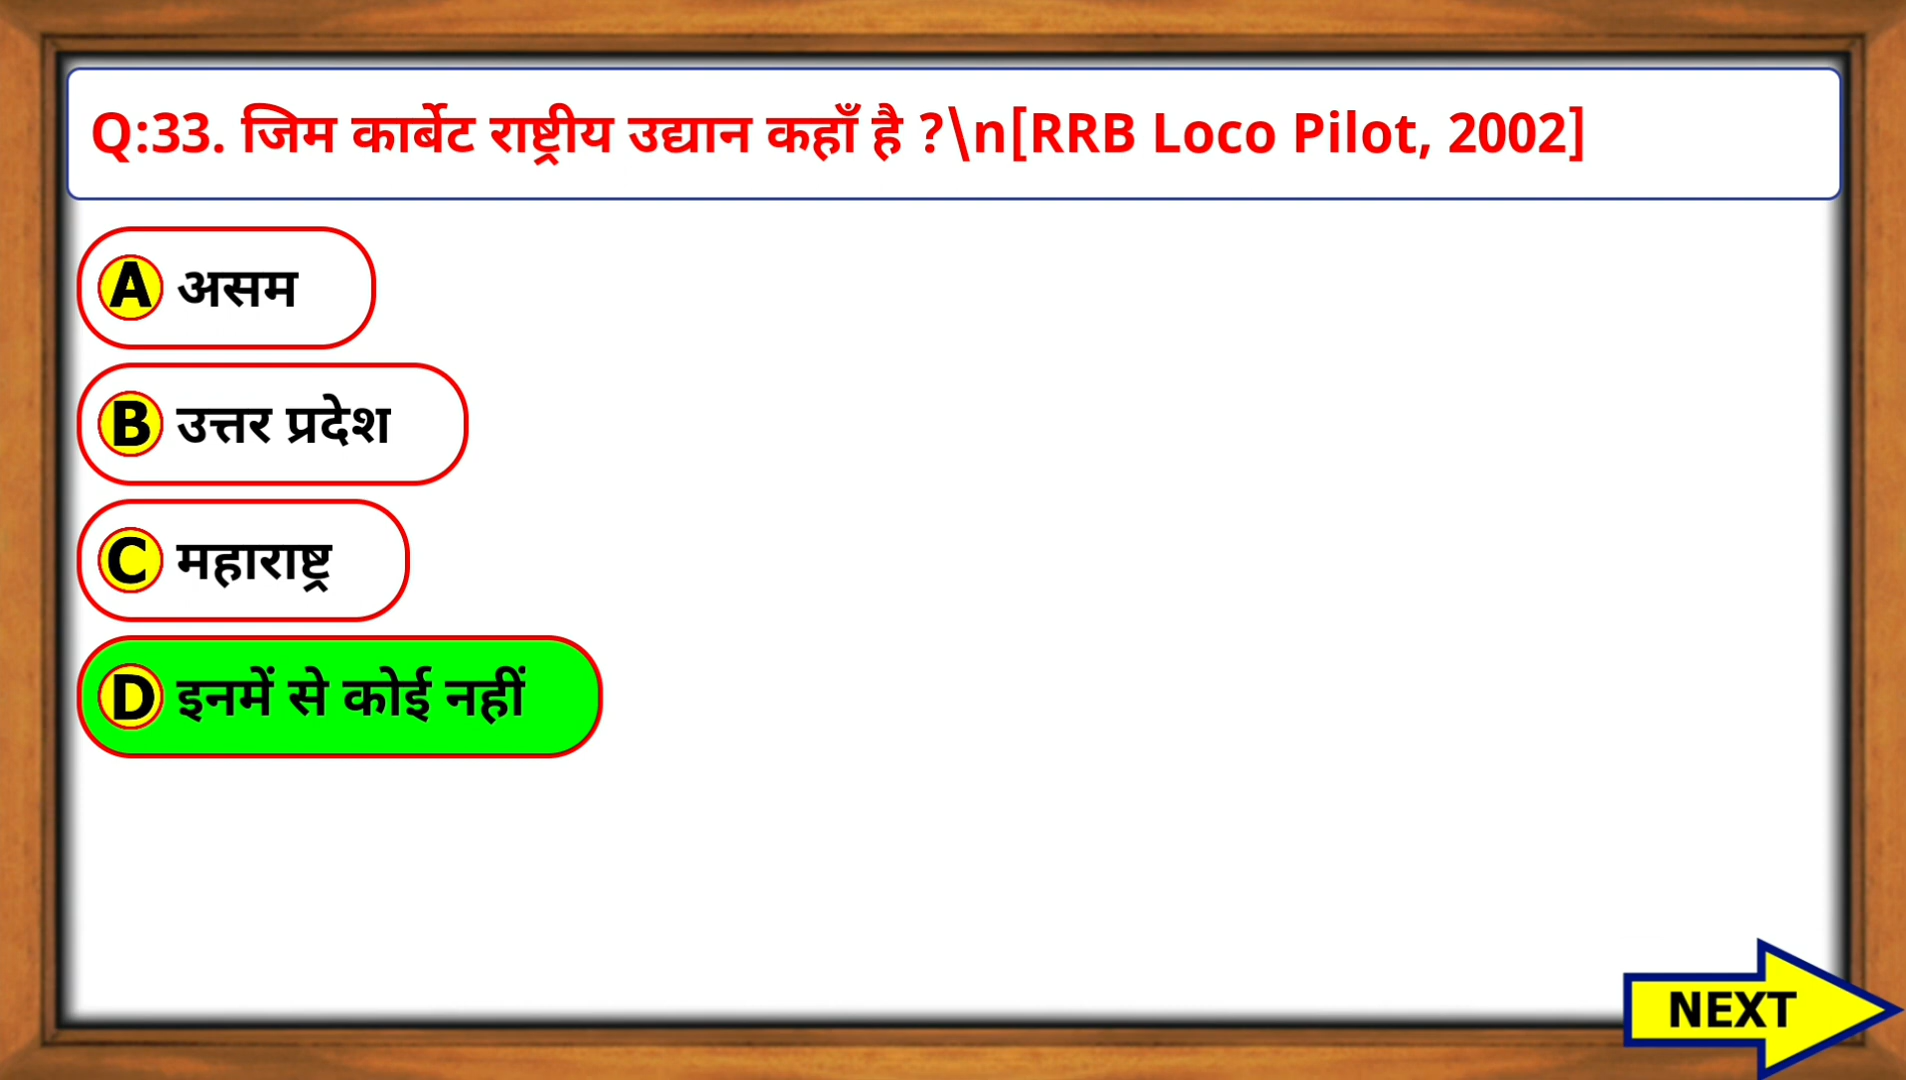 Q:33. जिम कार्बेट राष्ट्रीय उद्यान कहाँ है ?\n[RRB Loco Pilot, 2002]
A असम
B उत्तर प्रदेश
C महाराष्ट्र
D इनमें से कोई नहीं
NEXT